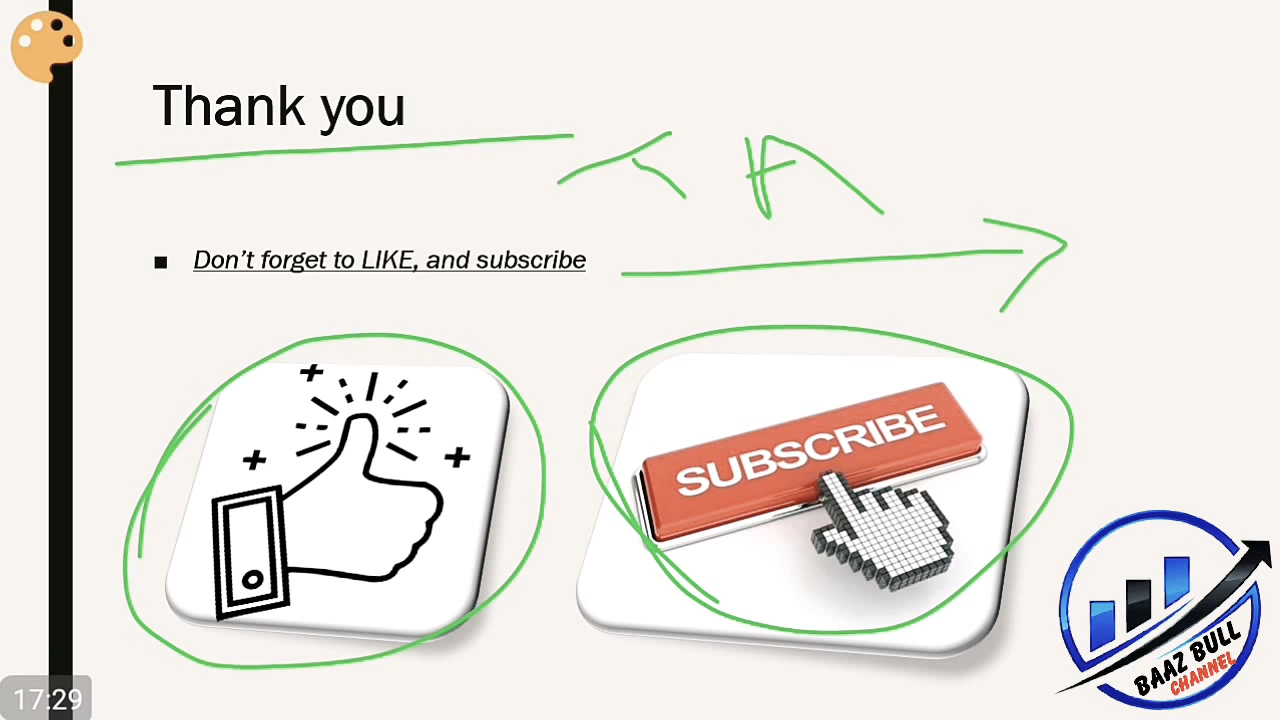 Thank you
Don't forget to LIKE, and subscribe
SUBSCRIBE
BAAZ BULL
CHANNEL
17:29